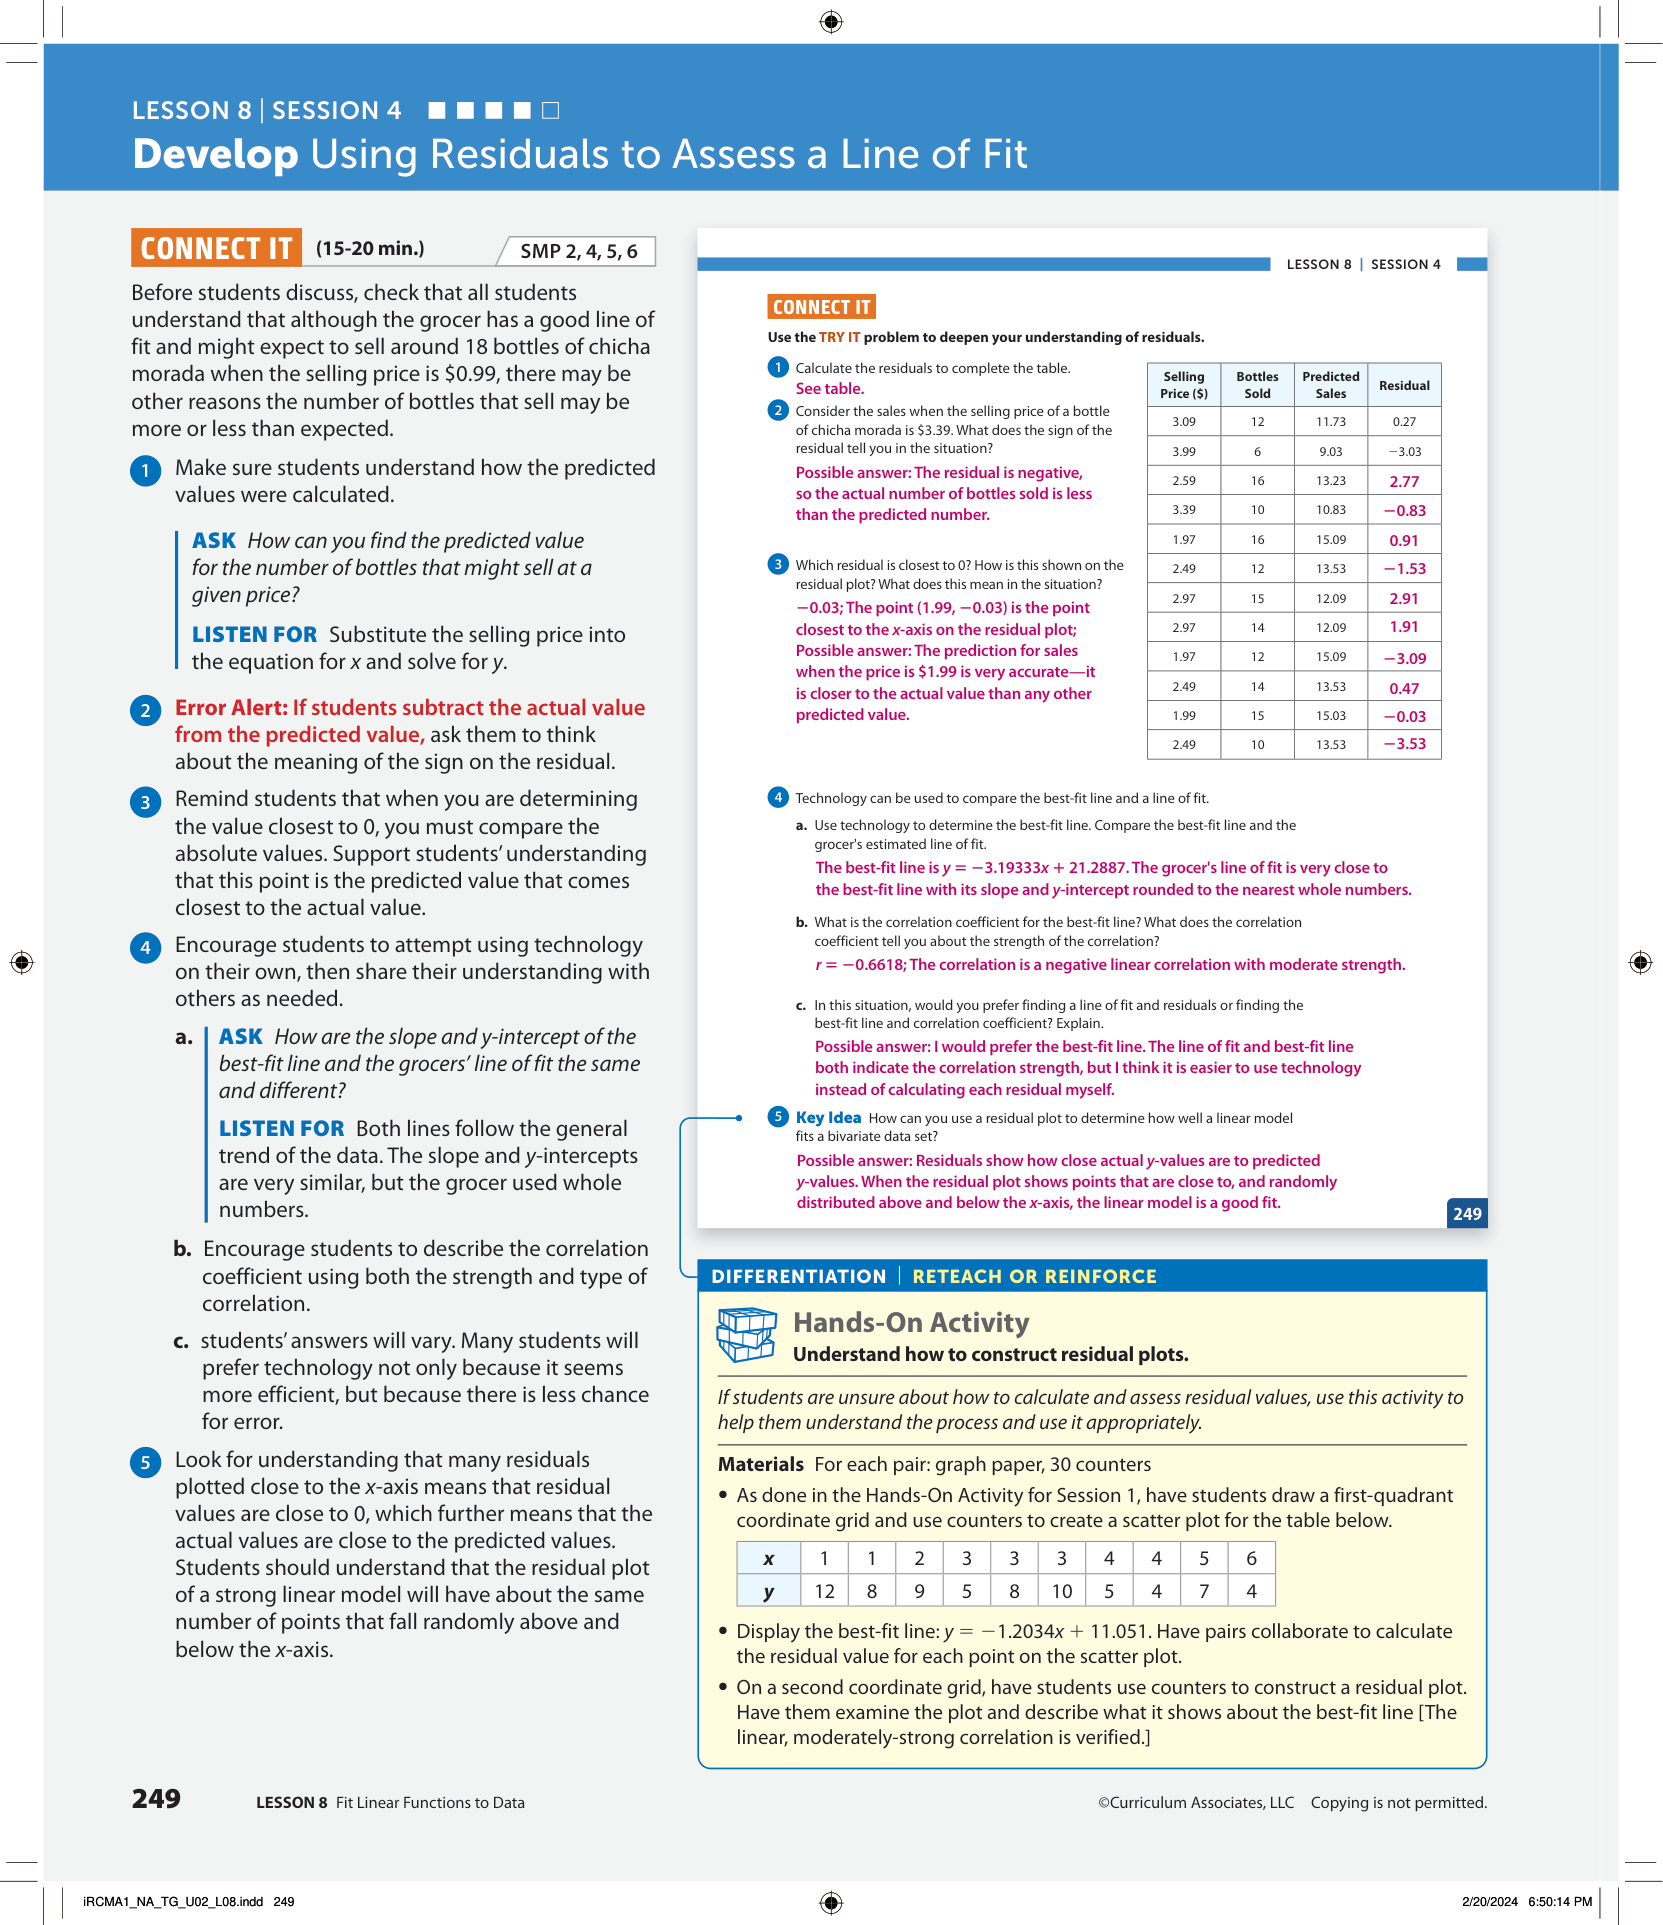 LESSON 8 | SESSION 4
Develop Using Residuals to Assess a Line of Fit
CONNECT IT (15-20 min.) SMP 2, 4, 5, 6
Before students discuss, check that all students
understand that although the grocer has a good line of
fit and might expect to sell around 18 bottles of chicha
morada when the selling price is $0.99, there may be
other reasons the number of bottles that sell may be
more or less than expected.
1 Make sure students understand how the predicted
values were calculated.
ASK How can you find the predicted value
for the number of bottles that might sell at a
given price?
LISTEN FOR Substitute the selling price into
the equation for x and solve for y.
2 Error Alert: If students subtract the actual value
from the predicted value, ask them to think
about the meaning of the sign on the residual.
3 Remind students that when you are determining
the value closest to 0, you must compare the
absolute values. Support students’ understanding
that this point is the predicted value that comes
closest to the actual value.
4 Encourage students to attempt using technology
on their own, then share their understanding with
others as needed.
a. ASK How are the slope and y-intercept of the
best-fit line and the grocers’ line of fit the same
and different?
LISTEN FOR Both lines follow the general
trend of the data. The slope and y-intercepts
are very similar, but the grocer used whole
numbers.
b. Encourage students to describe the correlation
coefficient using both the strength and type of
correlation.
c. students’ answers will vary. Many students will
prefer technology not only because it seems
more efficient, but because there is less chance
for error.
5 Look for understanding that many residuals
plotted close to the x-axis means that residual
values are close to 0, which further means that the
actual values are close to the predicted values.
Students should understand that the residual plot
of a strong linear model will have about the same
number of points that fall randomly above and
below the x-axis.
LESSON 8 | SESSION 4
CONNECT IT
Use the TRY IT problem to deepen your understanding of residuals.
1 Calculate the residuals to complete the table.
See table.
2 Consider the sales when the selling price of a bottle
of chicha morada is $3.39. What does the sign of the
residual tell you in the situation?
Possible answer: The residual is negative,
so the actual number of bottles sold is less
than the predicted number.
3 Which residual is closest to 0? How is this shown on the
residual plot? What does this mean in the situation?
−0.03; The point (1.99, −0.03) is the point
closest to the x-axis on the residual plot;
Possible answer: The prediction for sales
when the price is $1.99 is very accurate—it
is closer to the actual value than any other
predicted value.
Selling Price ($) Bottles Sold Predicted Sales Residual
3.09 12 11.73 0.27
3.99 6 9.03 −3.03
2.59 16 13.23 2.77
3.39 10 10.83 −0.83
1.97 16 15.09 0.91
2.49 12 13.53 −1.53
2.97 15 12.09 2.91
2.97 14 12.09 1.91
1.97 12 15.09 −3.09
2.49 14 13.53 0.47
1.99 15 15.03 −0.03
2.49 10 13.53 −3.53
4 Technology can be used to compare the best-fit line and a line of fit.
a. Use technology to determine the best-fit line. Compare the best-fit line and the
grocer's estimated line of fit.
The best-fit line is y = −3.19333x + 21.2887. The grocer's line of fit is very close to
the best-fit line with its slope and y-intercept rounded to the nearest whole numbers.
b. What is the correlation coefficient for the best-fit line? What does the correlation
coefficient tell you about the strength of the correlation?
r = −0.6618; The correlation is a negative linear correlation with moderate strength.
c. In this situation, would you prefer finding a line of fit and residuals or finding the
best-fit line and correlation coefficient? Explain.
Possible answer: I would prefer the best-fit line. The line of fit and best-fit line
both indicate the correlation strength, but I think it is easier to use technology
instead of calculating each residual myself.
5 Key Idea How can you use a residual plot to determine how well a linear model
fits a bivariate data set?
Possible answer: Residuals show how close actual y-values are to predicted
y-values. When the residual plot shows points that are close to, and randomly
distributed above and below the x-axis, the linear model is a good fit.
249
DIFFERENTIATION | RETEACH OR REINFORCE
Hands-On Activity
Understand how to construct residual plots.
If students are unsure about how to calculate and assess residual values, use this activity to
help them understand the process and use it appropriately.
Materials For each pair: graph paper, 30 counters
• As done in the Hands-On Activity for Session 1, have students draw a first-quadrant
coordinate grid and use counters to create a scatter plot for the table below.
x 1 1 2 3 3 3 4 4 5 6
y 12 8 9 5 8 10 5 4 7 4
• Display the best-fit line: y = −1.2034x + 11.051. Have pairs collaborate to calculate
the residual value for each point on the scatter plot.
• On a second coordinate grid, have students use counters to construct a residual plot.
Have them examine the plot and describe what it shows about the best-fit line [The
linear, moderately-strong correlation is verified.]
249 LESSON 8 Fit Linear Functions to Data
©Curriculum Associates, LLC Copying is not permitted.
iRCMA1_NA_TG_U02_L08.indd 249
2/20/2024 6:50:14 PM